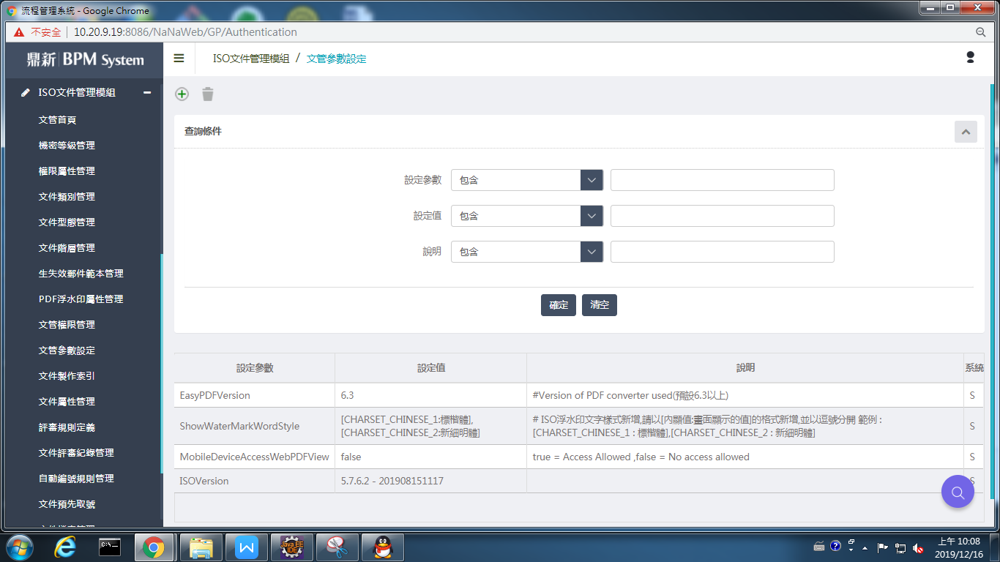 流程管理系統 - Google Chrome
不安全 | 10.20.9.19:8086/NaNaWeb/GP/Authentication
鼎新 BPM System
ISO文件管理模組 / 文管參數設定
ISO文件管理模組
文管首頁
機密等級管理
權限屬性管理
文件類別管理
文件型態管理
文件階層管理
生失效郵件範本管理
PDF浮水印屬性管理
文管權限管理
文管參數設定
文件製作索引
文件屬性管理
評審規則定義
文件評審紀錄管理
自動編號規則管理
文件預先取號
查詢條件
設定參數 包含
設定值 包含
說明 包含
確定 清空
設定參數 設定值 說明 系統
EasyPDFVersion 6.3 #Version of PDF converter used(預設6.3以上) S
ShowWaterMarkWordStyle [CHARSET_CHINESE_1:標楷體], # ISO浮水印文字樣式新增,請以[內顯值:畫面顯示的值]的格式新增,並以逗號分開 範例 : S
[CHARSET_CHINESE_2:新細明體] [CHARSET_CHINESE_1 : 標楷體],[CHARSET_CHINESE_2 : 新細明體]
MobileDeviceAccessWebPDFView false true = Access Allowed ,false = No access allowed S
ISOVersion 5.7.6.2 - 201908151117 S
Java EE
IDE
上午 10:08
2019/12/16